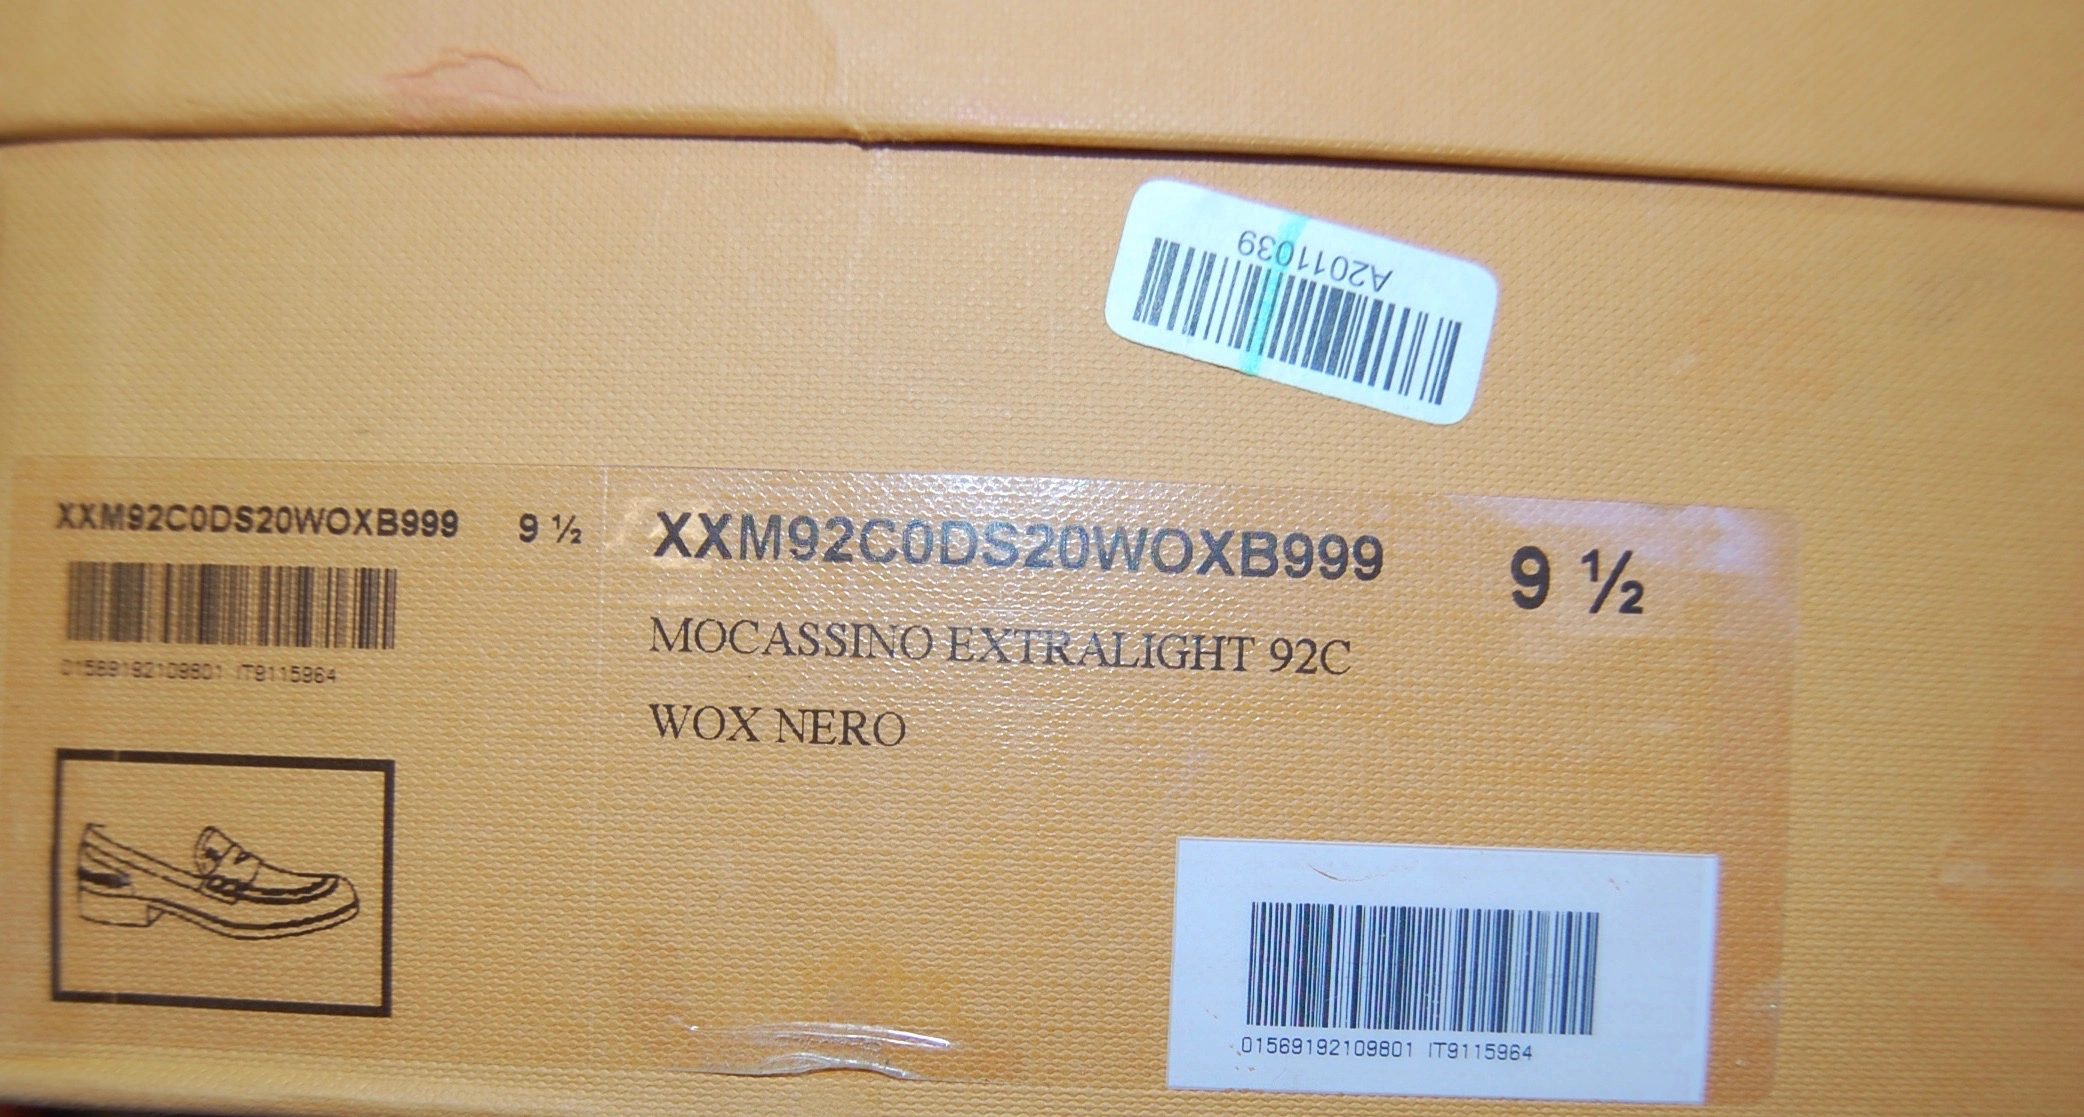 A2011039
XXM92C0DS20WOXB999 9 ½
01569192109801 IT9115964
XXM92C0DS20WOXB999 9 ½
MOCASSINO EXTRALIGHT 92C
WOX NERO
01569192109801 IT9115964